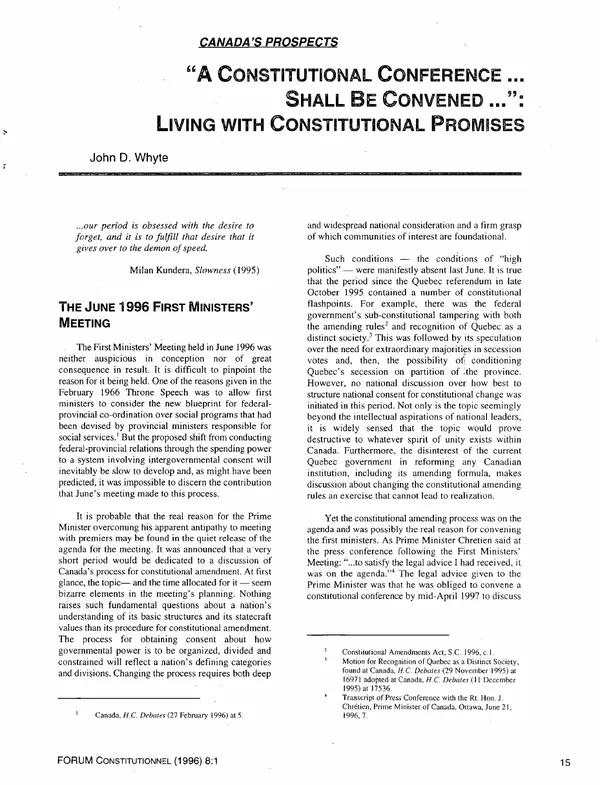 CANADA'S PROSPECTS
"A CONSTITUTIONAL CONFERENCE ...
SHALL BE CONVENED ...":
LIVING WITH CONSTITUTIONAL PROMISES
John D. Whyte
...our period is obsessed with the desire to
forget, and it is to fulfill that desire that it
gives over to the demon of speed.
Milan Kundera, Slowness (1995)
THE JUNE 1996 FIRST MINISTERS'
MEETING
The First Ministers' Meeting held in June 1996 was
neither auspicious in conception nor of great
consequence in result. It is difficult to pinpoint the
reason for it being held. One of the reasons given in the
February 1966 Throne Speech was to allow first
ministers to consider the new blueprint for federal-
provincial co-ordination over social programs that had
been devised by provincial ministers responsible for
social services.1 But the proposed shift from conducting
federal-provincial relations through the spending power
to a system involving intergovernmental consent will
inevitably be slow to develop and, as might have been
predicted, it was impossible to discern the contribution
that June's meeting made to this process.
It is probable that the real reason for the Prime
Minister overcoming his apparent antipathy to meeting
with premiers may be found in the quiet release of the
agenda for the meeting. It was announced that a very
short period would be dedicated to a discussion of
Canada's process for constitutional amendment. At first
glance, the topic— and the time allocated for it — seem
bizarre elements in the meeting's planning. Nothing
raises such fundamental questions about a nation's
understanding of its basic structures and its statecraft
values than its procedure for constitutional amendment.
The process for obtaining consent about how
governmental power is to be organized, divided and
constrained will reflect a nation's defining categories
and divisions. Changing the process requires both deep
1 Canada, H.C. Debates (27 February 1996) at 5.
and widespread national consideration and a firm grasp
of which communities of interest are foundational.
Such conditions — the conditions of "high
politics" — were manifestly absent last June. It is true
that the period since the Quebec referendum in late
October 1995 contained a number of constitutional
flashpoints. For example, there was the federal
government's sub-constitutional tampering with both
the amending rules2 and recognition of Quebec as a
distinct society.3 This was followed by its speculation
over the need for extraordinary majorities in secession
votes and, then, the possibility of conditioning
Quebec's secession on partition of the province.
However, no national discussion over how best to
structure national consent for constitutional change was
initiated in this period. Not only is the topic seemingly
beyond the intellectual aspirations of national leaders,
it is widely sensed that the topic would prove
destructive to whatever spirit of unity exists within
Canada. Furthermore, the disinterest of the current
Quebec government in reforming any Canadian
institution, including its amending formula, makes
discussion about changing the constitutional amending
rules an exercise that cannot lead to realization.
Yet the constitutional amending process was on the
agenda and was possibly the real reason for convening
the first ministers. As Prime Minister Chretien said at
the press conference following the First Ministers'
Meeting: "...to satisfy the legal advice I had received, it
was on the agenda."4 The legal advice given to the
Prime Minister was that he was obliged to convene a
constitutional conference by mid-April 1997 to discuss
2 Constitutional Amendments Act, S.C. 1996, c.1.
3 Motion for Recognition of Quebec as a Distinct Society,
found at Canada, H.C. Debates (29 November 1995) at
16971 adopted at Canada, H.C. Debates (11 December
1995) at 17536.
4 Transcript of Press Conference with the Rt. Hon. J.
Chrétien, Prime Minister of Canada, Ottawa, June 21,
1996, 7.
FORUM CONSTITUTIONNEL (1996) 8:1
15